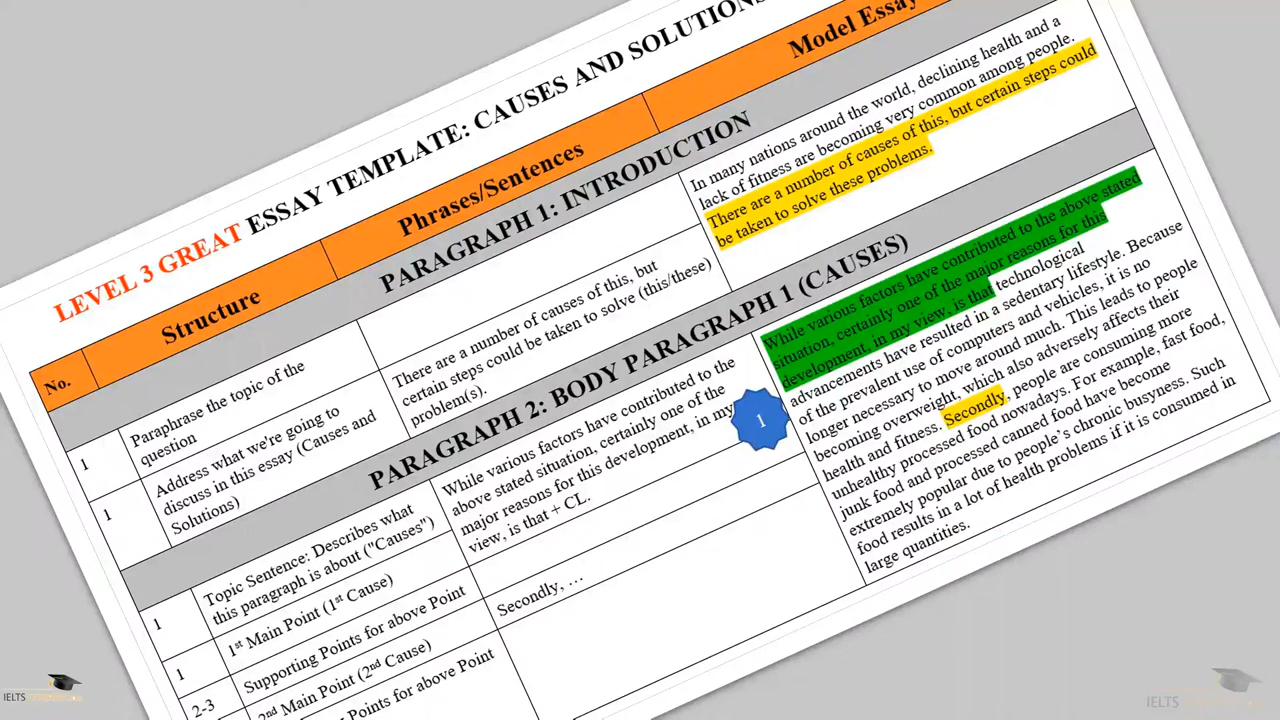 LEVEL 3 GREAT ESSAY TEMPLATE: CAUSES AND SOLUTIONS
No.
Structure
Phrases/Sentences
Model Essay
PARAGRAPH 1: INTRODUCTION
1
Paraphrase the topic of the
question
1
Address what we're going to
discuss in this essay (Causes and
Solutions)
There are a number of causes of this, but
certain steps could be taken to solve (this/these)
problem(s).
In many nations around the world, declining health and a
lack of fitness are becoming very common among people.
There are a number of causes of this, but certain steps could
be taken to solve these problems.
PARAGRAPH 2: BODY PARAGRAPH 1 (CAUSES)
1
Topic Sentence: Describes what
this paragraph is about ("Causes")
1
1st Main Point (1st Cause)
2-3
Supporting Points for above Point
2nd Main Point (2nd Cause)
Points for above Point
While various factors have contributed to the
above stated situation, certainly one of the
major reasons for this development, in my
view, is that + CL.
Secondly, …
1
While various factors have contributed to the above stated
situation, certainly one of the major reasons for this
development, in my view, is that technological
advancements have resulted in a sedentary lifestyle. Because
of the prevalent use of computers and vehicles, it is no
longer necessary to move around much. This leads to people
becoming overweight, which also adversely affects their
health and fitness. Secondly, people are consuming more
unhealthy processed food nowadays. For example, fast food,
junk food and processed canned food have become
extremely popular due to people's chronic busyness. Such
food results in a lot of health problems if it is consumed in
large quantities.
IELTS
IELTS